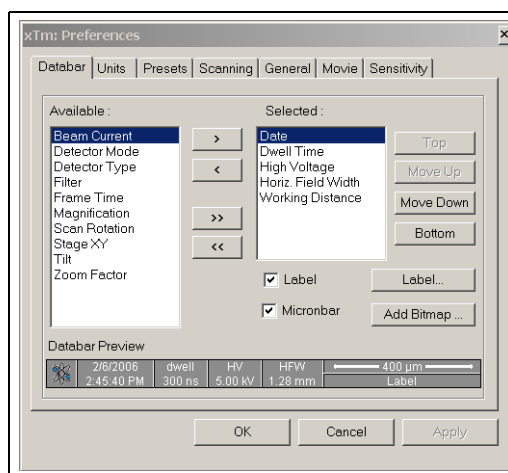 xTm: Preferences
Databar Units Presets Scanning General Movie Sensitivity
Available :
Beam Current
Detector Mode
Detector Type
Filter
Frame Time
Magnification
Scan Rotation
Stage XY
Tilt
Zoom Factor
>
<
>>
<<
Selected :
Date
Dwell Time
High Voltage
Horiz. Field Width
Working Distance
Top
Move Up
Move Down
Bottom
Label
Label...
Micronbar
Add Bitmap ...
Databar Preview
2/6/2006 dwell HV HFW 400 µm
2:45:40 PM 300 ns 5.00 kV 1.28 mm Label
OK Cancel Apply